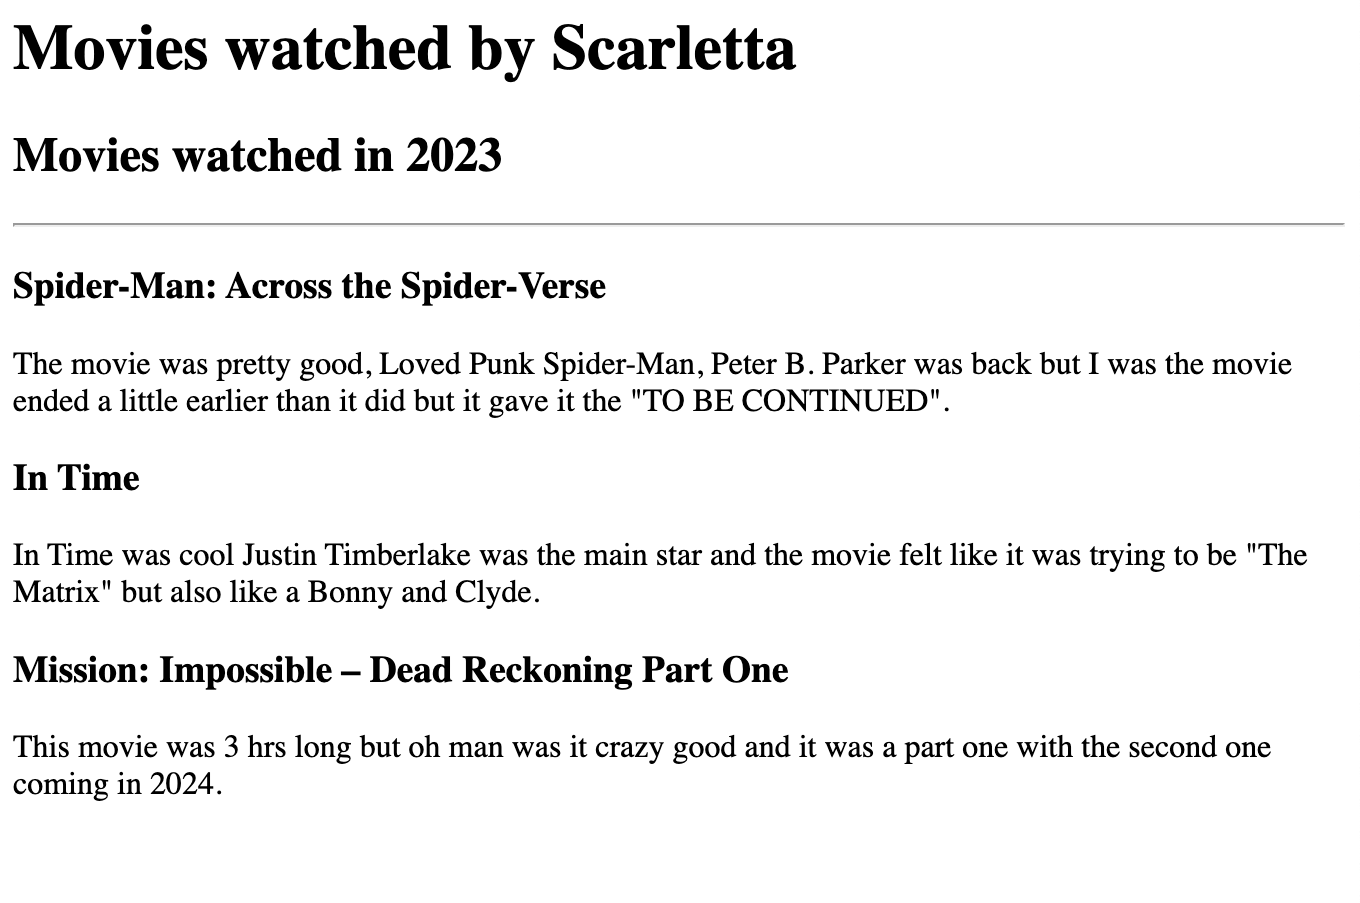 Movies watched by Scarletta
Movies watched in 2023
Spider-Man: Across the Spider-Verse
The movie was pretty good, Loved Punk Spider-Man, Peter B. Parker was back but I was the movie
ended a little earlier than it did but it gave it the "TO BE CONTINUED".
In Time
In Time was cool Justin Timberlake was the main star and the movie felt like it was trying to be "The
Matrix" but also like a Bonny and Clyde.
Mission: Impossible – Dead Reckoning Part One
This movie was 3 hrs long but oh man was it crazy good and it was a part one with the second one
coming in 2024.